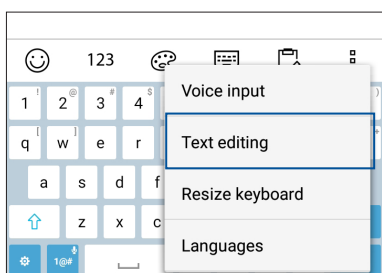 123
Voice input
1 ! 2 @ 3 # 4 $ )
Text editing
q [ w ] e r +
Resize keyboard
a s d f
z x c
Languages
1@#